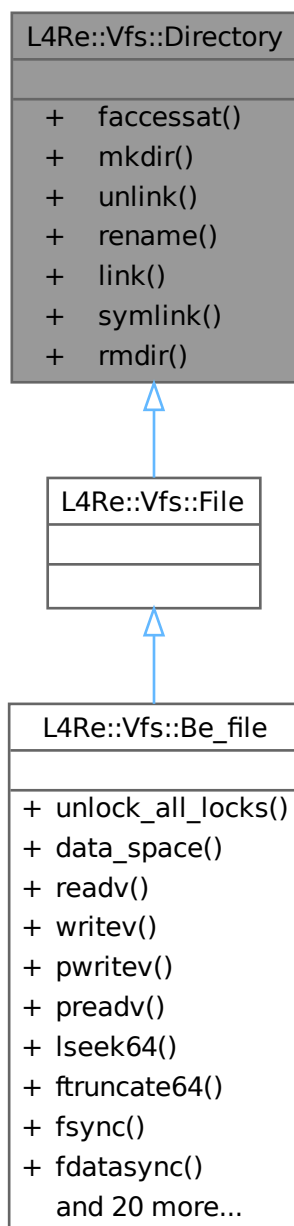 L4Re::Vfs::Directory
+ faccessat()
+ mkdir()
+ unlink()
+ rename()
+ link()
+ symlink()
+ rmdir()
L4Re::Vfs::File
L4Re::Vfs::Be_file
+ unlock_all_locks()
+ data_space()
+ readv()
+ writev()
+ pwritev()
+ preadv()
+ lseek64()
+ ftruncate64()
+ fsync()
+ fdatasync()
and 20 more...